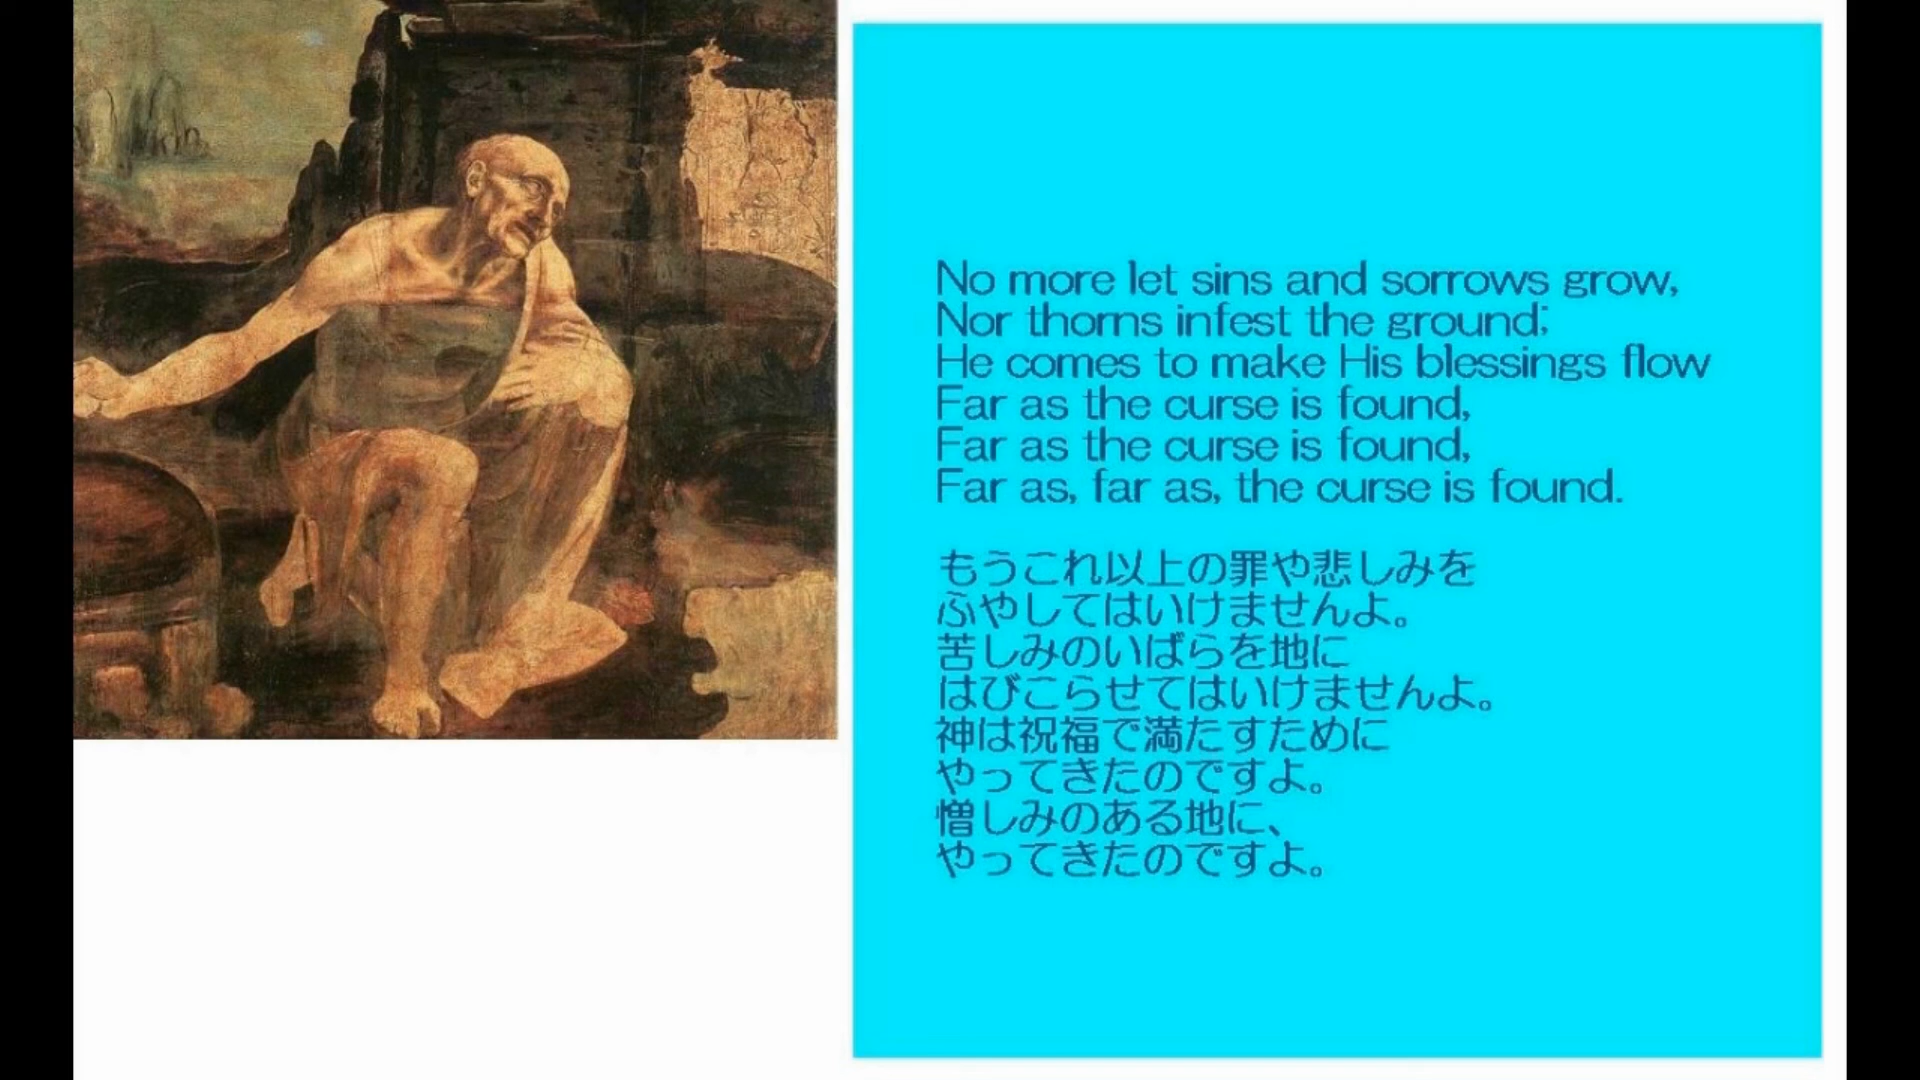 No more let sins and sorrows grow,
Nor thorns infest the ground;
He comes to make His blessings flow
Far as the curse is found,
Far as the curse is found,
Far as, far as, the curse is found.
もうこれ以上の罪や悲しみを
ふやしてはいけませんよ。
苦しみのいばらを地に
はびこらせてはいけませんよ。
神は祝福で満たすために
やってきたのですよ。
憎しみのある地に、
やってきたのですよ。